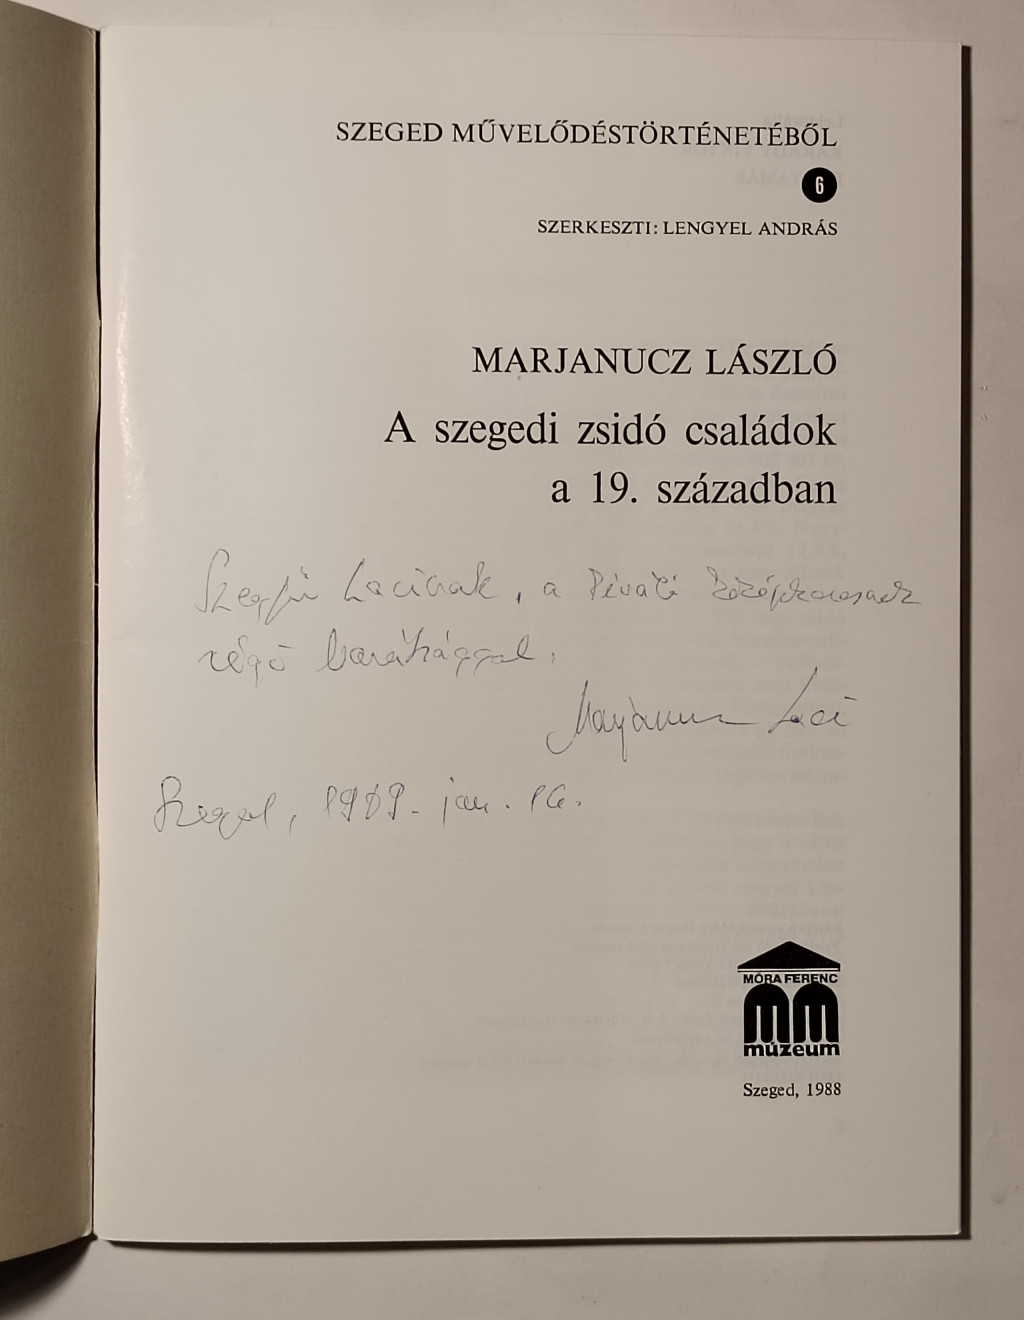 SZEGED MŰVELŐDÉSTÖRTÉNETÉBŐL
6
SZERKESZTI: LENGYEL ANDRÁS
MARJANUCZ LÁSZLÓ
A szegedi zsidó családok
a 19. században
Szegfű Lacinak, a
régi barátsággal.
Marjanucz Laci
Szeged, 1989. jan. 16.
MÓRA FERENC
múzeum
Szeged, 1988